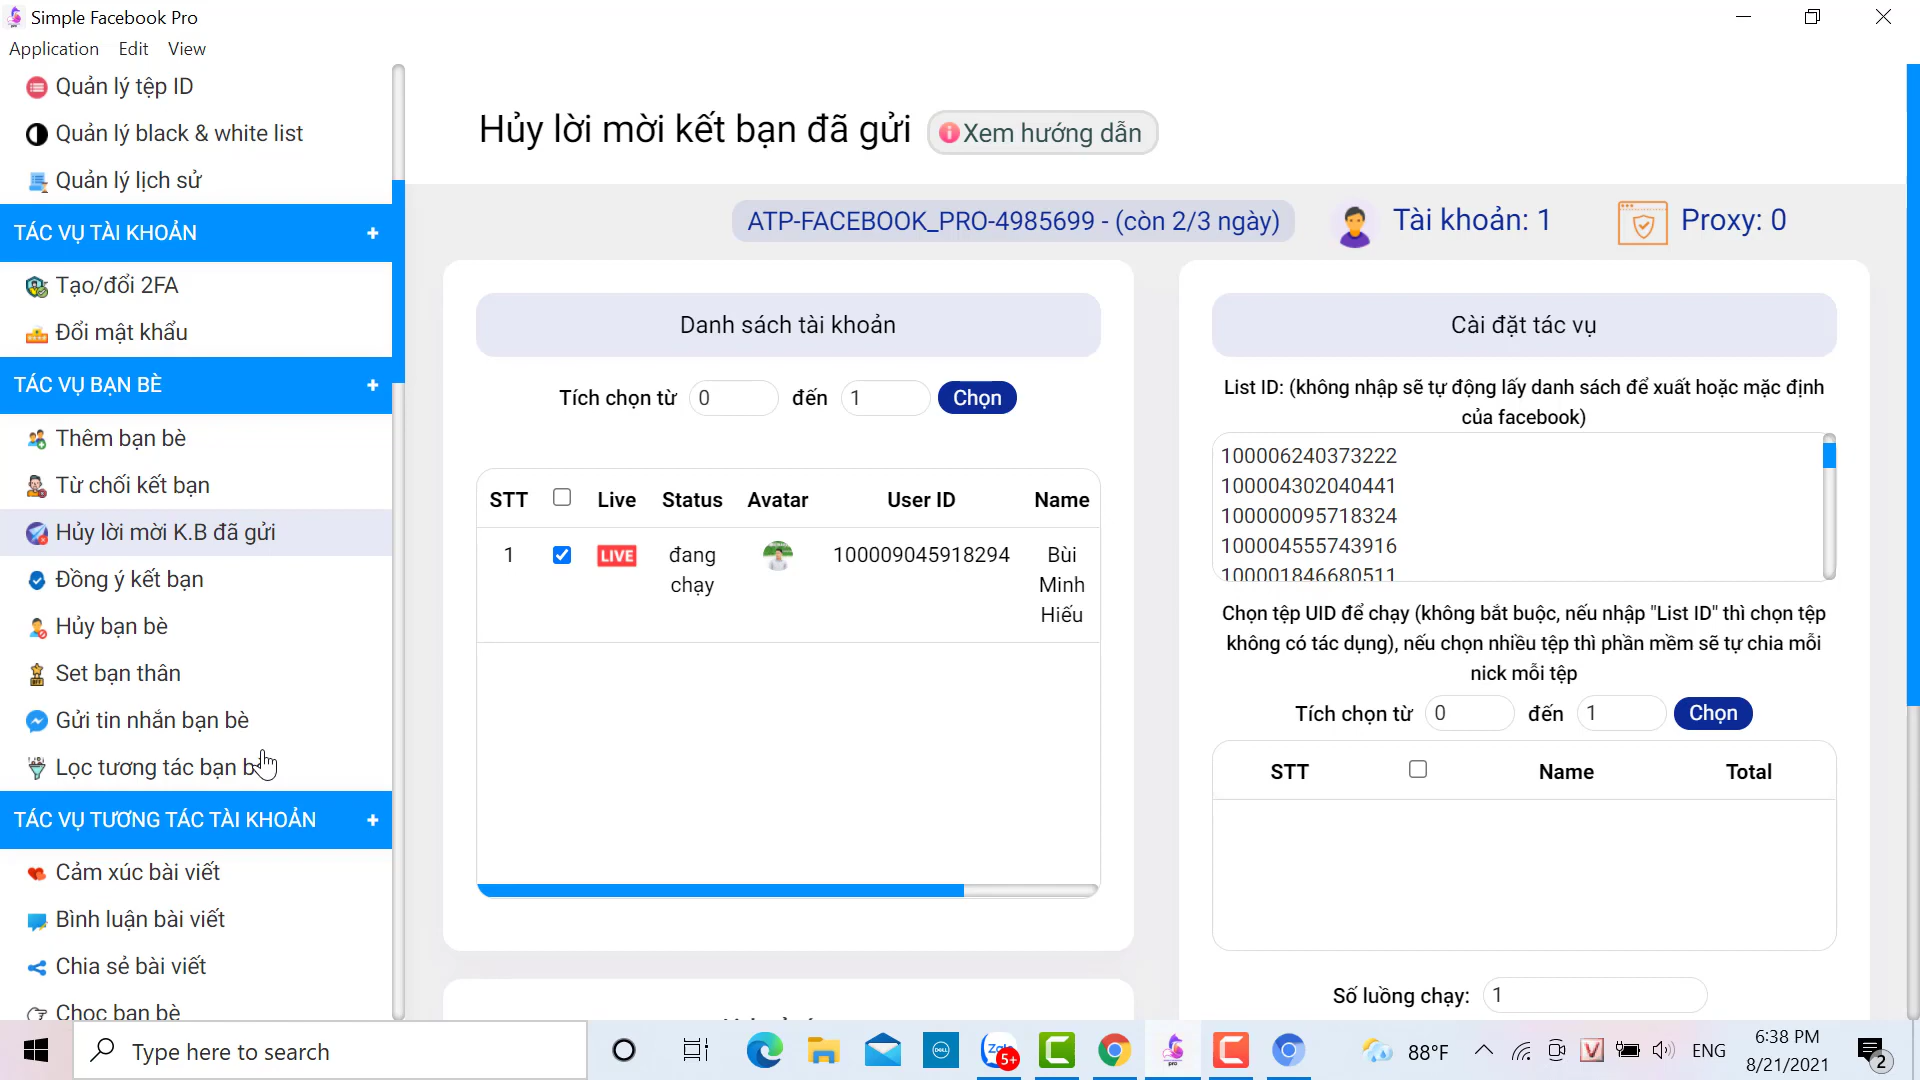 Simple Facebook Pro
Application Edit View
Quản lý tệp ID
Quản lý black & white list
Quản lý lịch sử
TÁC VỤ TÀI KHOẢN +
Tạo/đổi 2FA
Đổi mật khẩu
TÁC VỤ BẠN BÈ +
Thêm bạn bè
Từ chối kết bạn
Hủy lời mời K.B đã gửi
Đồng ý kết bạn
Hủy bạn bè
Set bạn thân
Gửi tin nhắn bạn bè
Lọc tương tác bạn
TÁC VỤ TƯƠNG TÁC TÀI KHOẢN +
Cảm xúc bài viết
Bình luận bài viết
Chia sẻ bài viết
Chọc bạn bè
Hủy lời mời kết bạn đã gửi
Xem hướng dẫn
ATP-FACEBOOK_PRO-4985699 - (còn 2/3 ngày)
Tài khoản: 1
Proxy: 0
Danh sách tài khoản
Tích chọn từ 0 đến 1 Chọn
STT Live Status Avatar User ID Name
1 LIVE đang chạy 100009045918294 Bùi
Minh
Hiếu
Cài đặt tác vụ
List ID: (không nhập sẽ tự động lấy danh sách để xuất hoặc mặc định
của facebook)
100006240373222
100004302040441
100000095718324
100004555743916
100001846680511
Chọn tệp UID để chạy (không bắt buộc, nếu nhập "List ID" thì chọn tệp
không có tác dụng), nếu chọn nhiều tệp thì phần mềm sẽ tự chia mỗi
nick mỗi tệp
Tích chọn từ 0 đến 1 Chọn
STT Name Total
Số luồng chạy: 1
Type here to search
DELL
Zalo
5+
pro
88°F
V
ENG
6:38 PM
8/21/2021
2